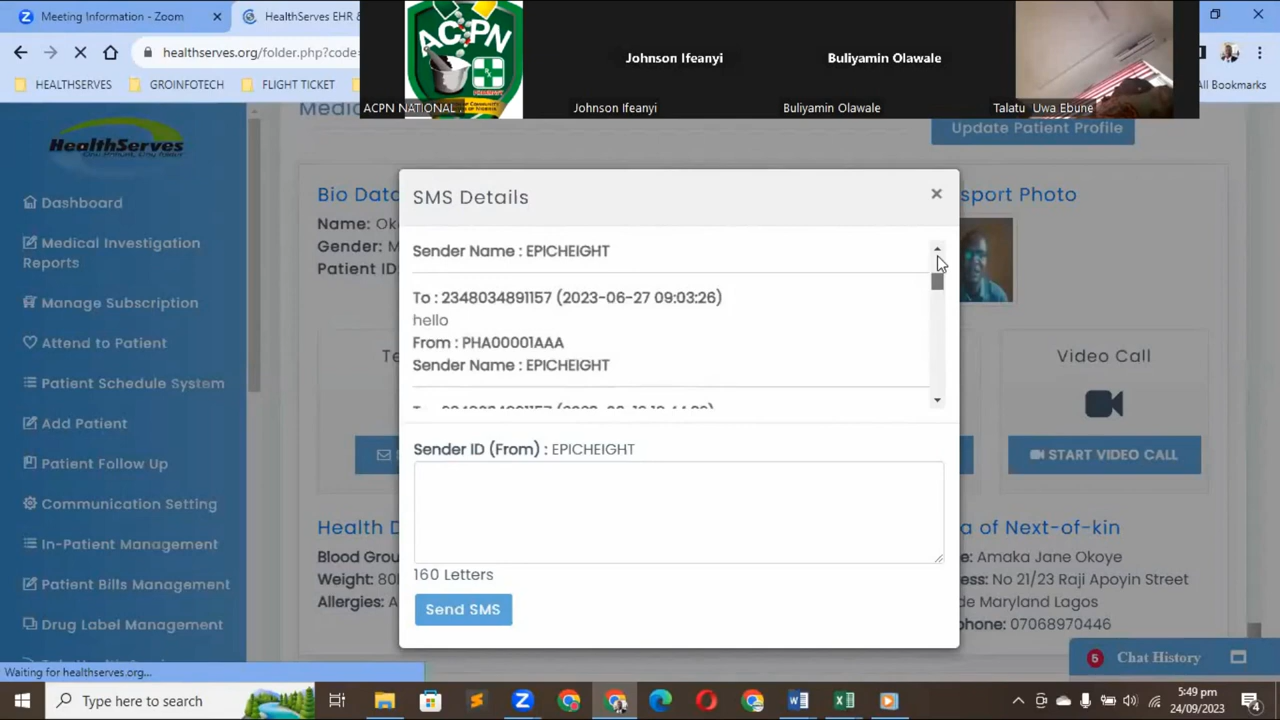 Meeting Information - Zoom
HealthServes EHR &
healthserves.org/folder.php?code=
HEALTHSERVES
GROINFOTECH
FLIGHT TICKET
All Bookmarks
ACPN
ACPN NATIONAL
Johnson Ifeanyi
Johnson Ifeanyi
Buliyamin Olawale
Buliyamin Olawale
Talatu Uwa Ebune
HealthServes
Dashboard
Medical Investigation
Reports
Manage Subscription
Attend to Patient
Patient Schedule System
Add Patient
Patient Follow Up
Communication Setting
In-Patient Management
Patient Bills Management
Drug Label Management
Update Patient Profile
Bio Data
Name:
Gender: M
Patient ID:
sport Photo
SMS Details
Sender Name : EPICHEIGHT
To : 2348034891157 (2023-06-27 09:03:26)
hello
From : PHA00001AAA
Sender Name : EPICHEIGHT
Sender ID (From) : EPICHEIGHT
160 Letters
Send SMS
Video Call
START VIDEO CALL
Health D
Blood Grou
Weight: 80
Allergies: A
a of Next-of-kin
e: Amaka Jane Okoye
ess: No 21/23 Raji Apoyin Street
de Maryland Lagos
phone: 07068970446
5 Chat History
Waiting for healthserves.org...
Type here to search
5:49 pm
24/09/2023
4